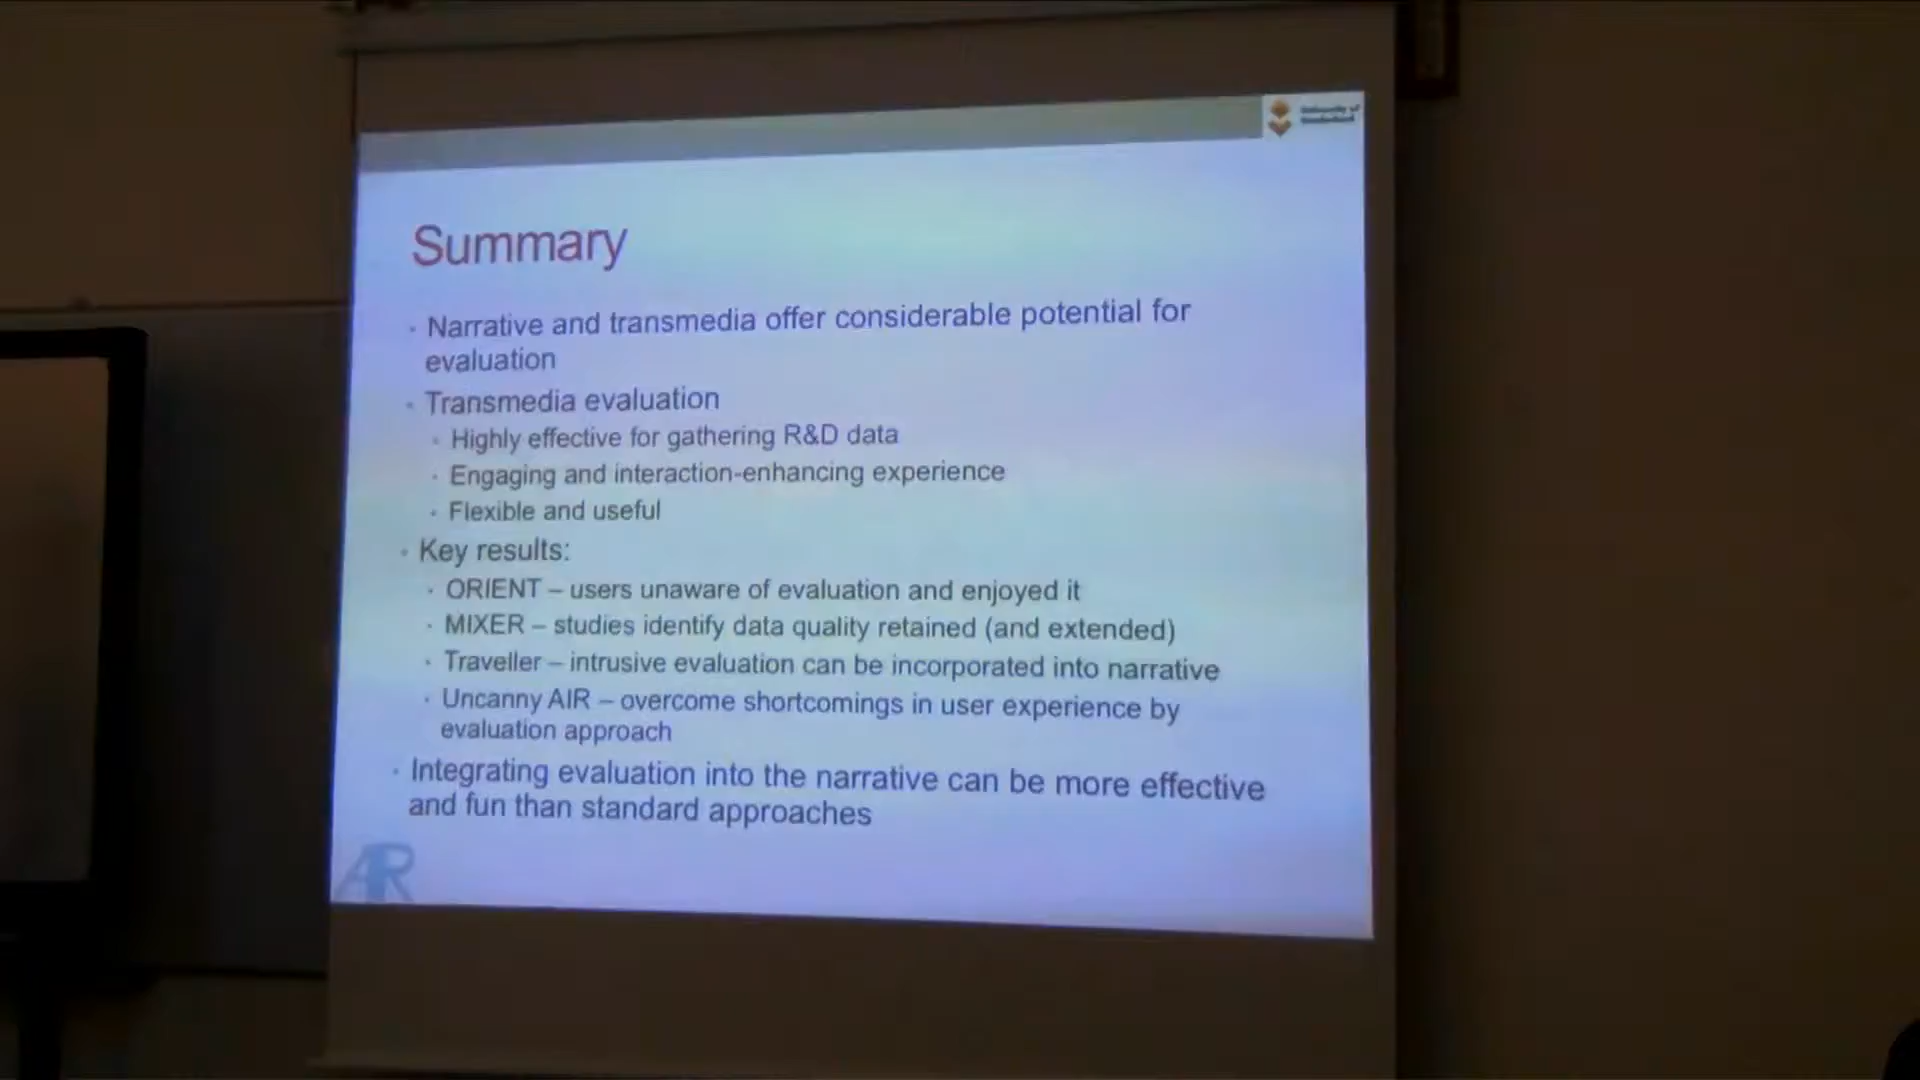 University of
Sunderland
Summary
Narrative and transmedia offer considerable potential for
evaluation
Transmedia evaluation
Highly effective for gathering R&D data
Engaging and interaction-enhancing experience
Flexible and useful
Key results:
ORIENT – users unaware of evaluation and enjoyed it
MIXER – studies identify data quality retained (and extended)
Traveller – intrusive evaluation can be incorporated into narrative
Uncanny AIR – overcome shortcomings in user experience by
evaluation approach
Integrating evaluation into the narrative can be more effective
and fun than standard approaches
AIR